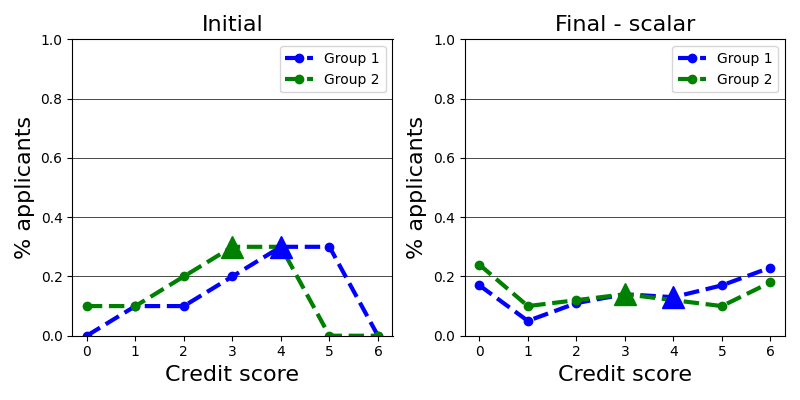 Initial
1.0
0.8
0.6
0.4
0.2
0.0
% applicants
0 1 2 3 4 5 6
Credit score
Group 1
Group 2
Final - scalar
1.0
0.8
0.6
0.4
0.2
0.0
% applicants
0 1 2 3 4 5 6
Credit score
Group 1
Group 2